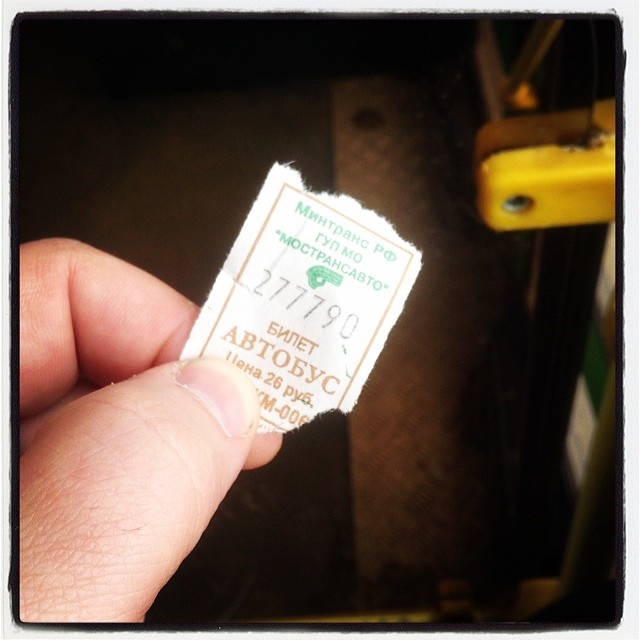 Минтранс РФ
ГУП МО
"МОСТРАНСАВТО"
277790
БИЛЕТ
АВТОБУС
Цена 26 руб.